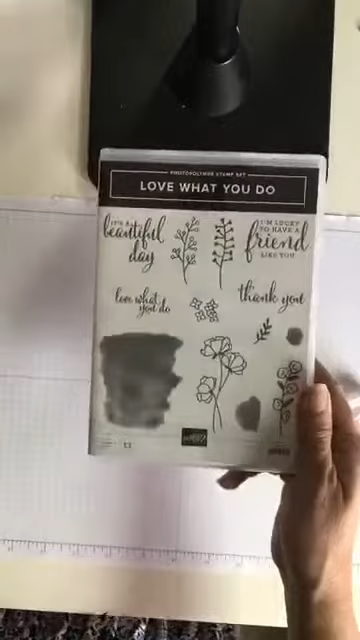 PHOTOPOLYMER STAMP SET
LOVE WHAT YOU DO
IT'S A
beautiful
day
I'M LUCKY
TO HAVE A
friend
LIKE YOU
love what
you do
thank you